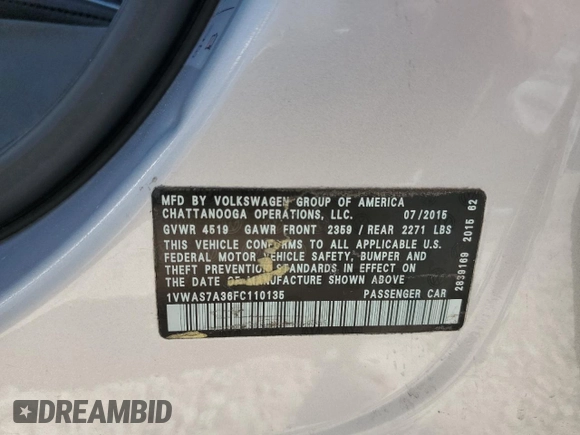 MFD BY VOLKSWAGEN GROUP OF AMERICA
CHATTANOOGA OPERATIONS, LLC. 07/2015
GVWR 4519 GAWR FRONT 2359 / REAR 2271 LBS
THIS VEHICLE CONFORMS TO ALL APPLICABLE U.S.
FEDERAL MOTOR VEHICLE SAFETY, BUMPER AND
THEFT PREVENTION STANDARDS IN EFFECT ON
THE DATE OF MANUFACTURE SHOWN ABOVE.
1VWAS7A36FC110135 PASSENGER CAR
2839169 2015 62
DREAMBID